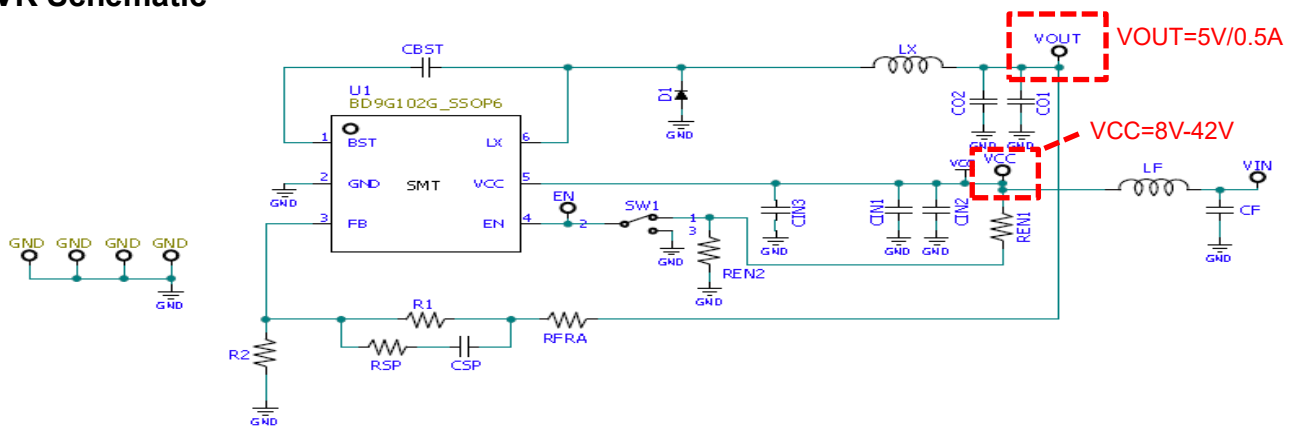 VR Schematic
VOUT=5V/0.5A
VOUT
CBST
LX
U1
BD9G102G_SSOP6
D1
CO2
CO1
GND
GND GND
1 BST LX 6
VCC=8V-42V
VCC VCC
LF
VIN
2 GND SMT VCC 5
GND
EN
SW1
3 FB EN 4
2
1
3
CIN3
CIN1
CIN2
REN1
CF
GND
REN2
GND
GND GND
GND
GND GND GND GND
GND
GND
R1
RFRA
R2
RSP
CSP
GND